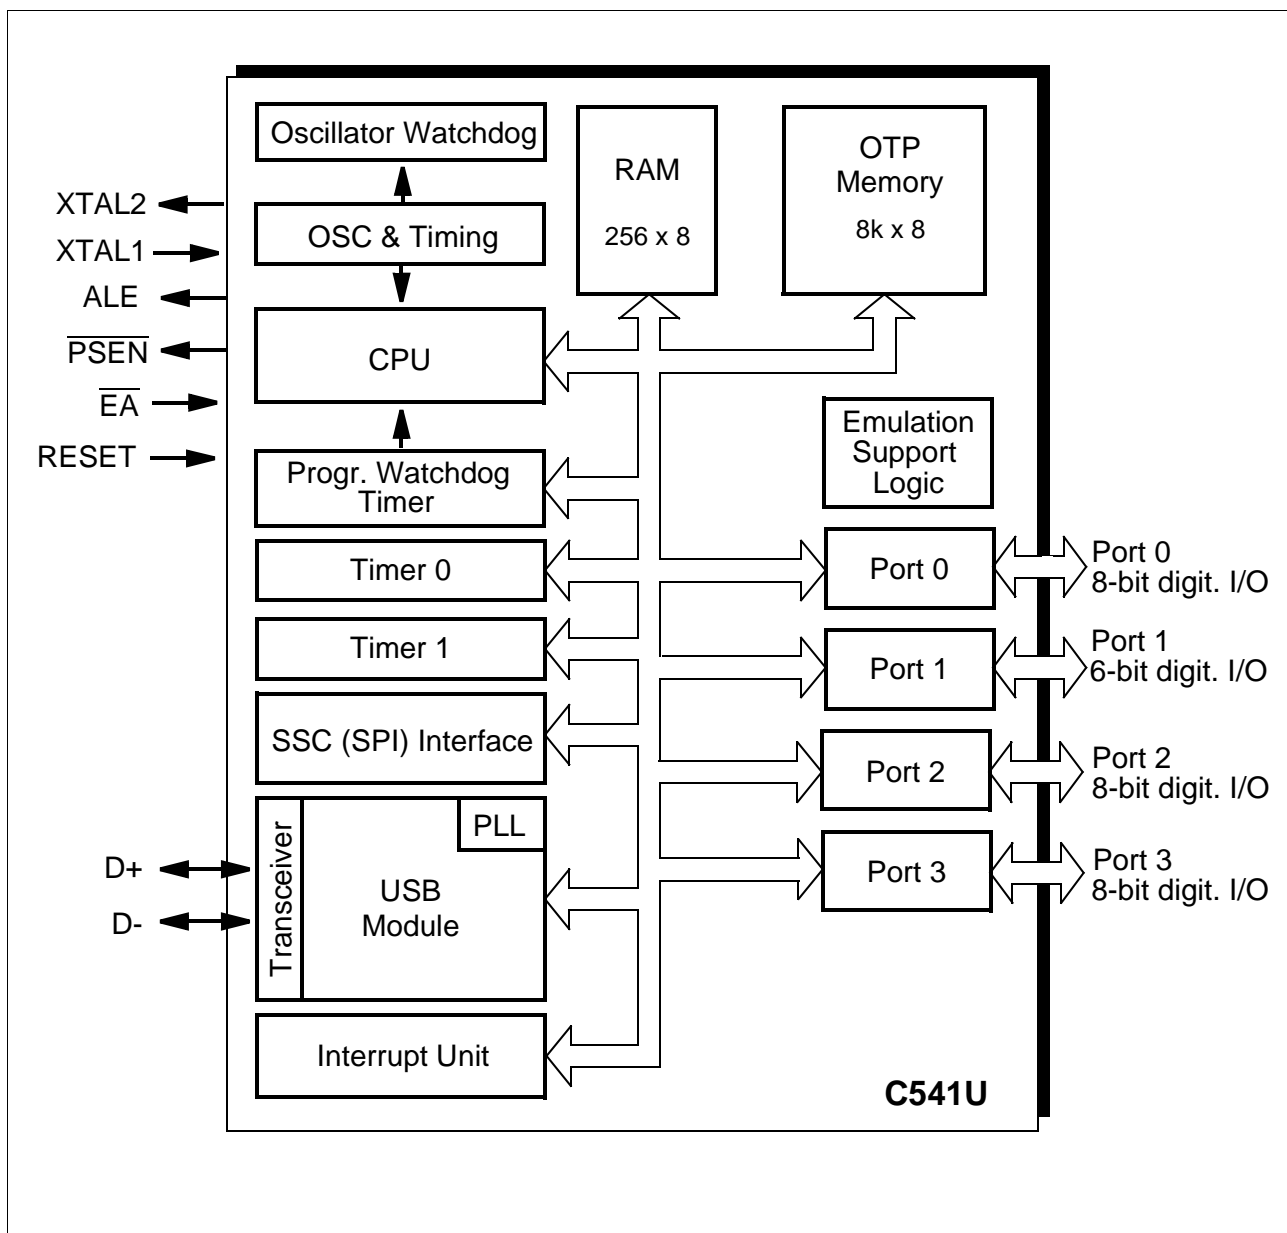 Oscillator Watchdog
RAM
256 x 8
OTP
Memory
8k x 8
XTAL2
XTAL1
ALE
PSEN
EA
RESET
OSC & Timing
CPU
Progr. Watchdog
Timer
Emulation
Support
Logic
Timer 0
Timer 1
SSC (SPI) Interface
Transceiver
PLL
USB
Module
D+
D-
Interrupt Unit
Port 0
Port 0
8-bit digit. I/O
Port 1
Port 1
6-bit digit. I/O
Port 2
Port 2
8-bit digit. I/O
Port 3
Port 3
8-bit digit. I/O
C541U